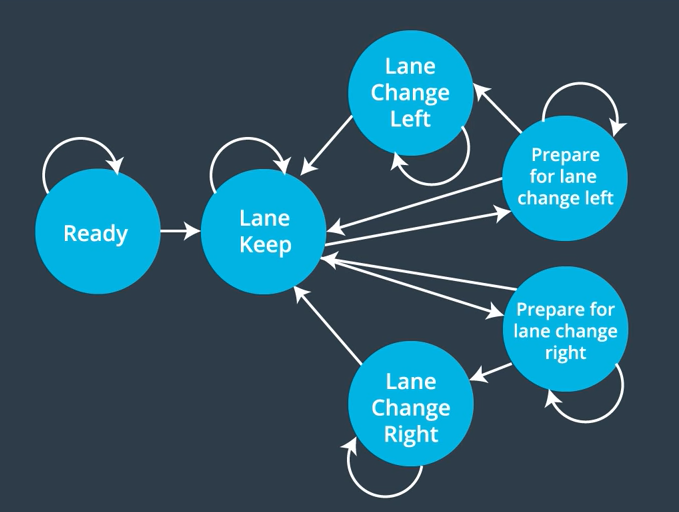 Ready
Lane
Keep
Lane
Change
Left
Prepare
for lane
change left
Prepare for
lane change
right
Lane
Change
Right